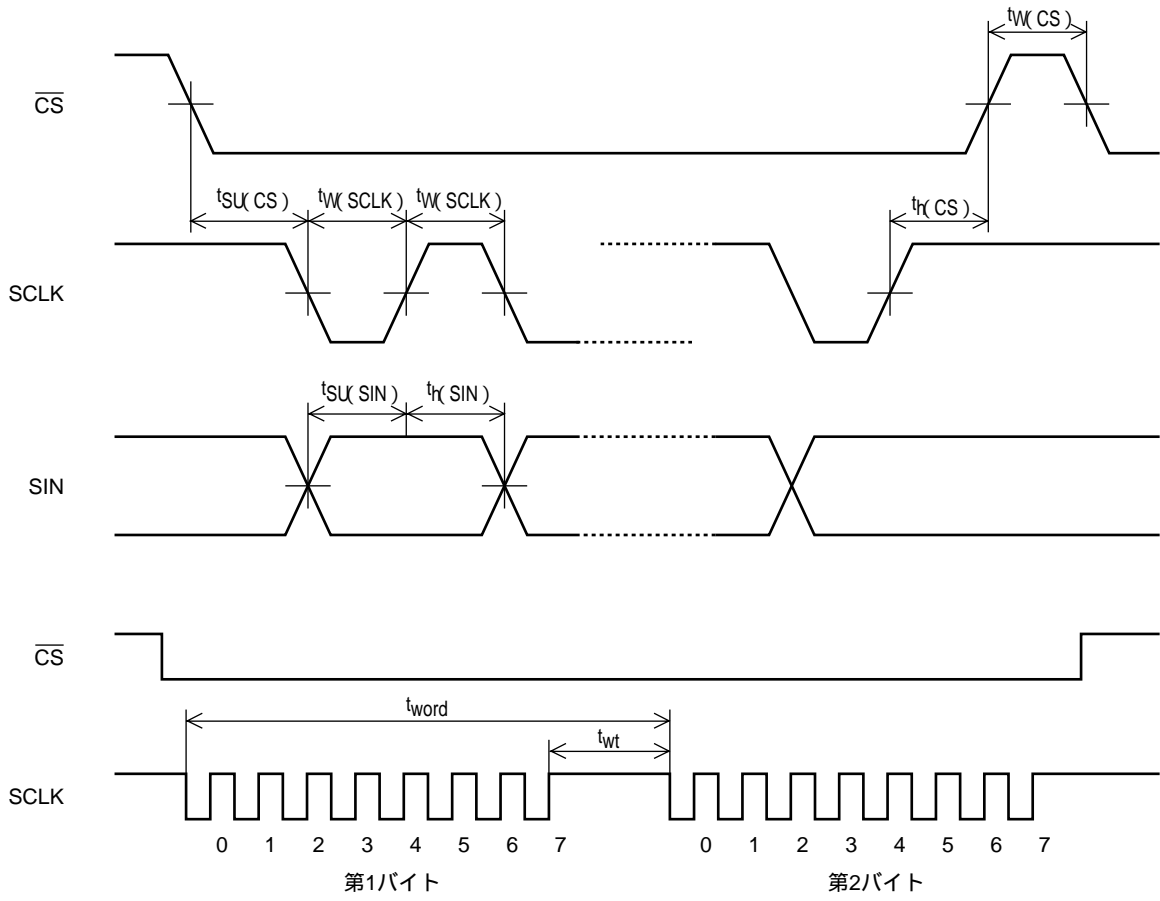 tW(CS)
CS
tSU(CS) tW(SCLK) tW(SCLK) th(CS)
SCLK
tSU(SIN) th(SIN)
SIN
CS
tword
twt
SCLK
0 1 2 3 4 5 6 7 0 1 2 3 4 5 6 7
第1バイト 第2バイト